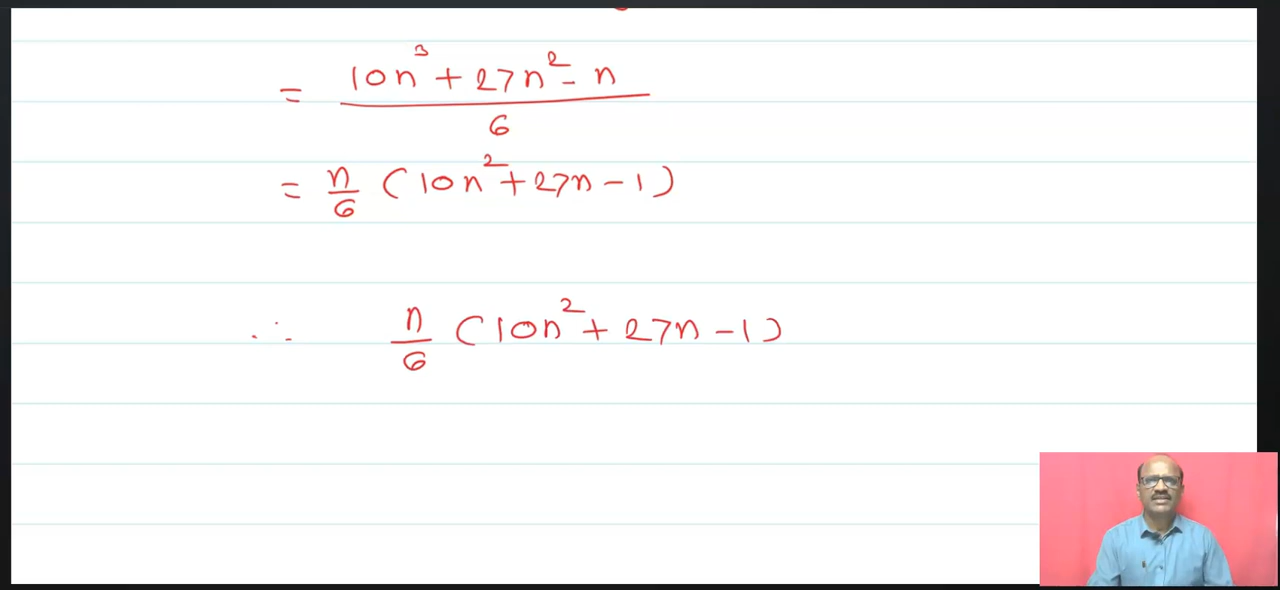 = 10n³ + 27n² - n
6
= n/6 (10n² + 27n - 1)
∴ n/6 (10n² + 27n - 1)